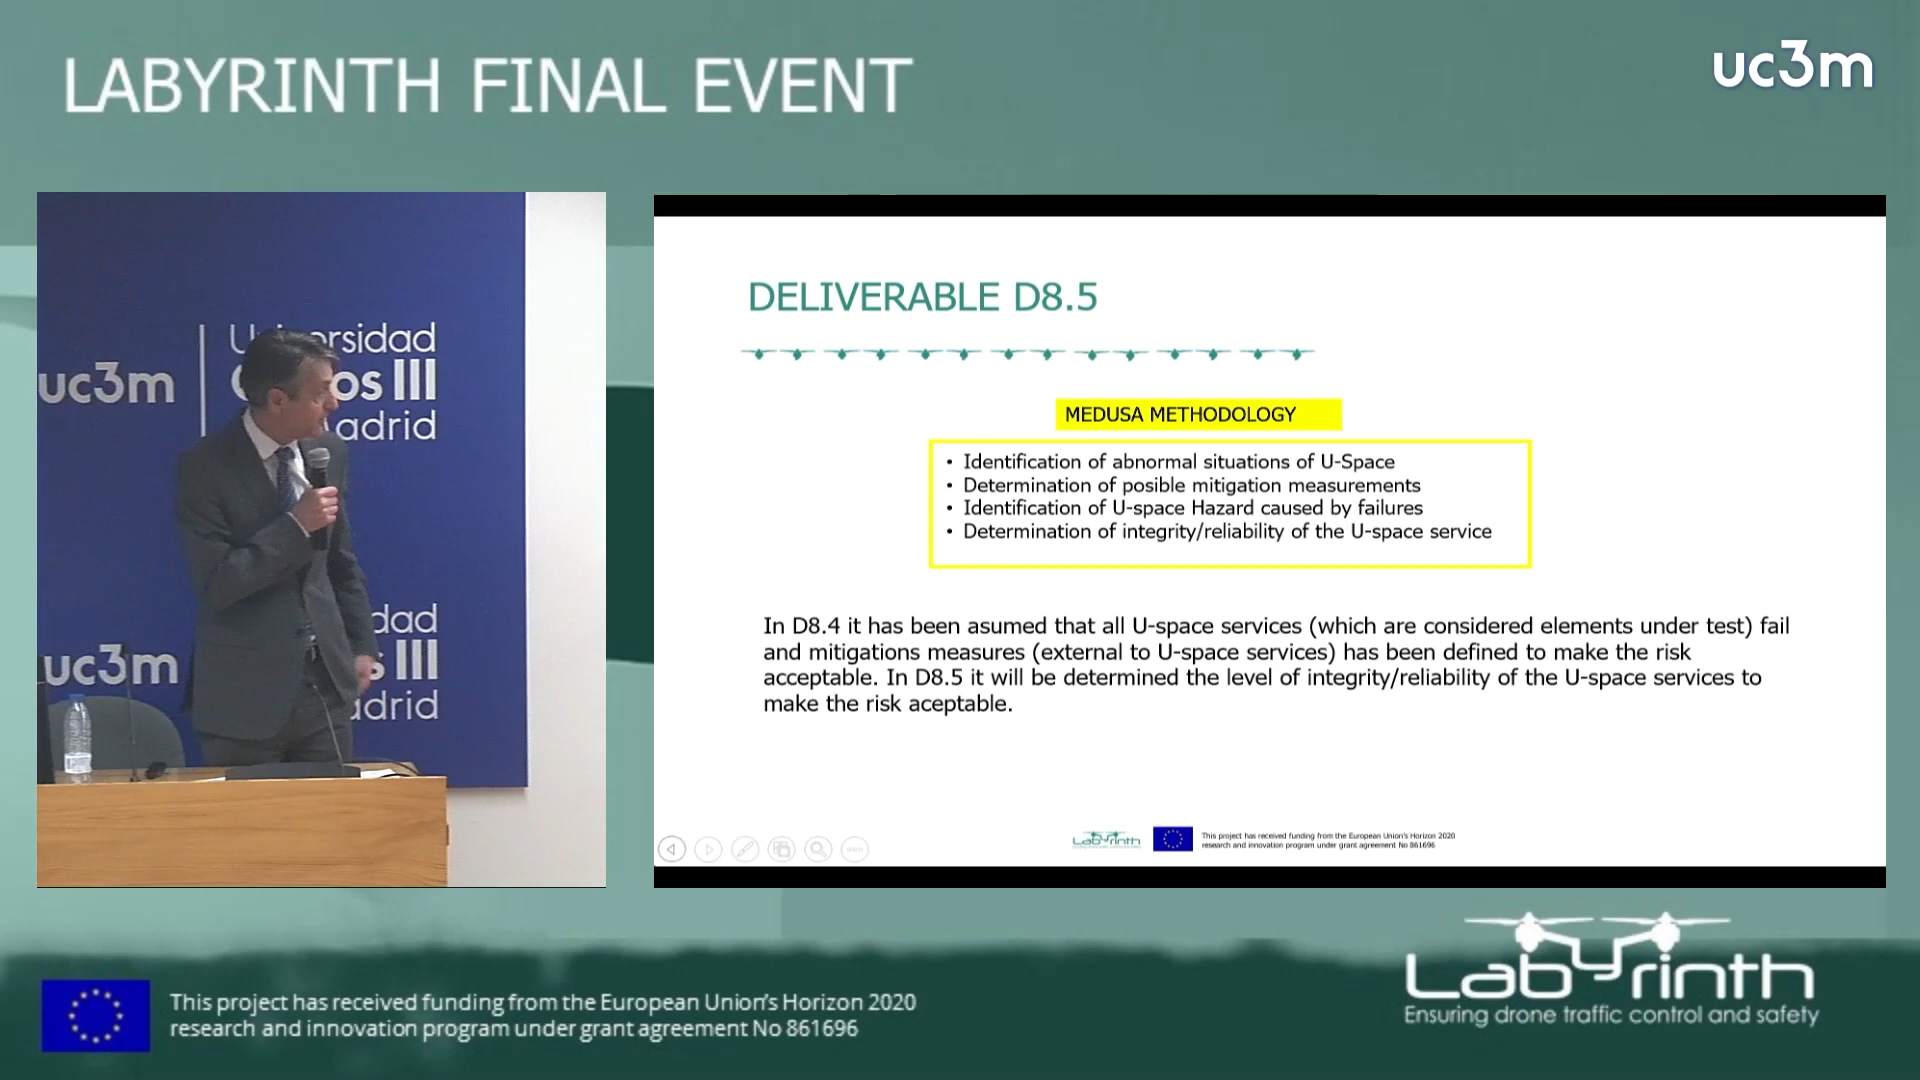 LABYRINTH FINAL EVENT
uc3m
uc3m
Universidad
Carlos III
adrid
uc3m
dad
s III
adrid
DELIVERABLE D8.5
MEDUSA METHODOLOGY
• Identification of abnormal situations of U-Space
• Determination of posible mitigation measurements
• Identification of U-space Hazard caused by failures
• Determination of integrity/reliability of the U-space service
In D8.4 it has been asumed that all U-space services (which are considered elements under test) fail
and mitigations measures (external to U-space services) has been defined to make the risk
acceptable. In D8.5 it will be determined the level of integrity/reliability of the U-space services to
make the risk aceptable.
Labyrinth
This project has received funding from the European Union's Horizon 2020
research and innovation program under grant agreement No 861696
This project has received funding from the European Union's Horizon 2020
research and innovation program under grant agreement No 861696
Labyrinth
Ensuring drone traffic control and safety